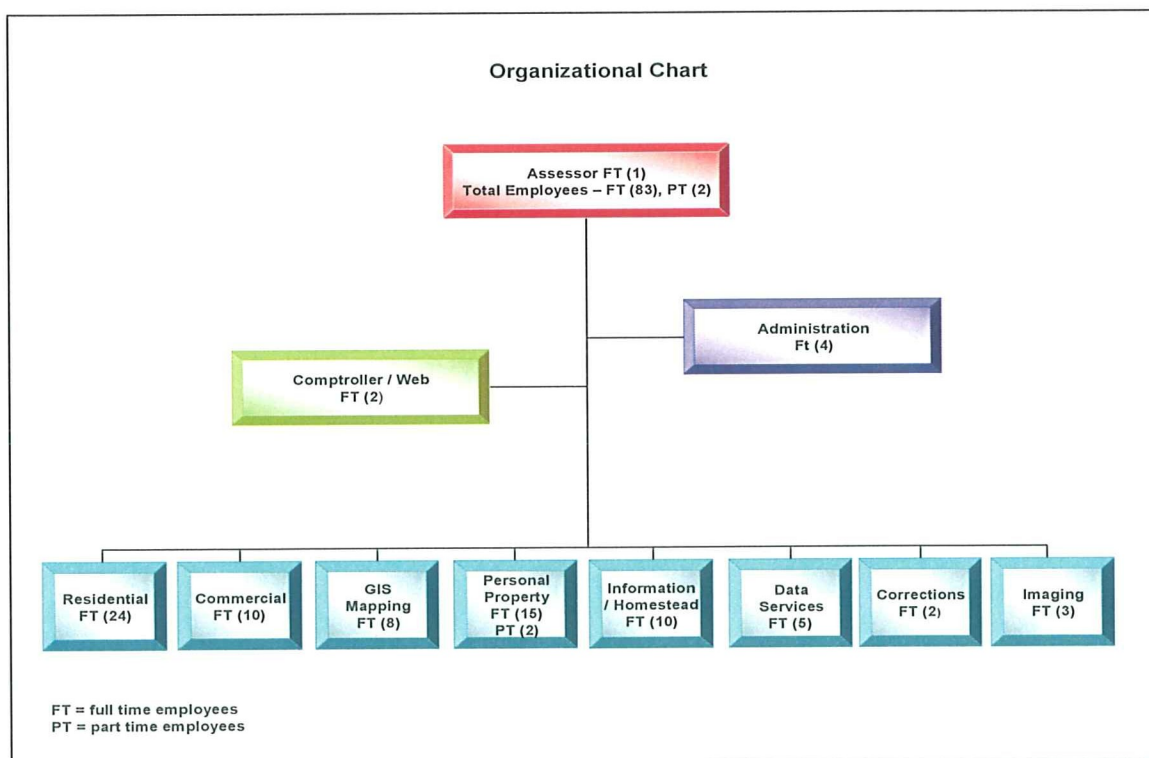 Organizational Chart
Assessor FT (1)
Total Employees – FT (83), PT (2)
Administration
Ft (4)
Comptroller / Web
FT (2)
Residential
FT (24)
Commercial
FT (10)
GIS
Mapping
FT (8)
Personal
Property
FT (15)
PT (2)
Information
/ Homestead
FT (10)
Data
Services
FT (5)
Corrections
FT (2)
Imaging
FT (3)
FT = full time employees
PT = part time employees